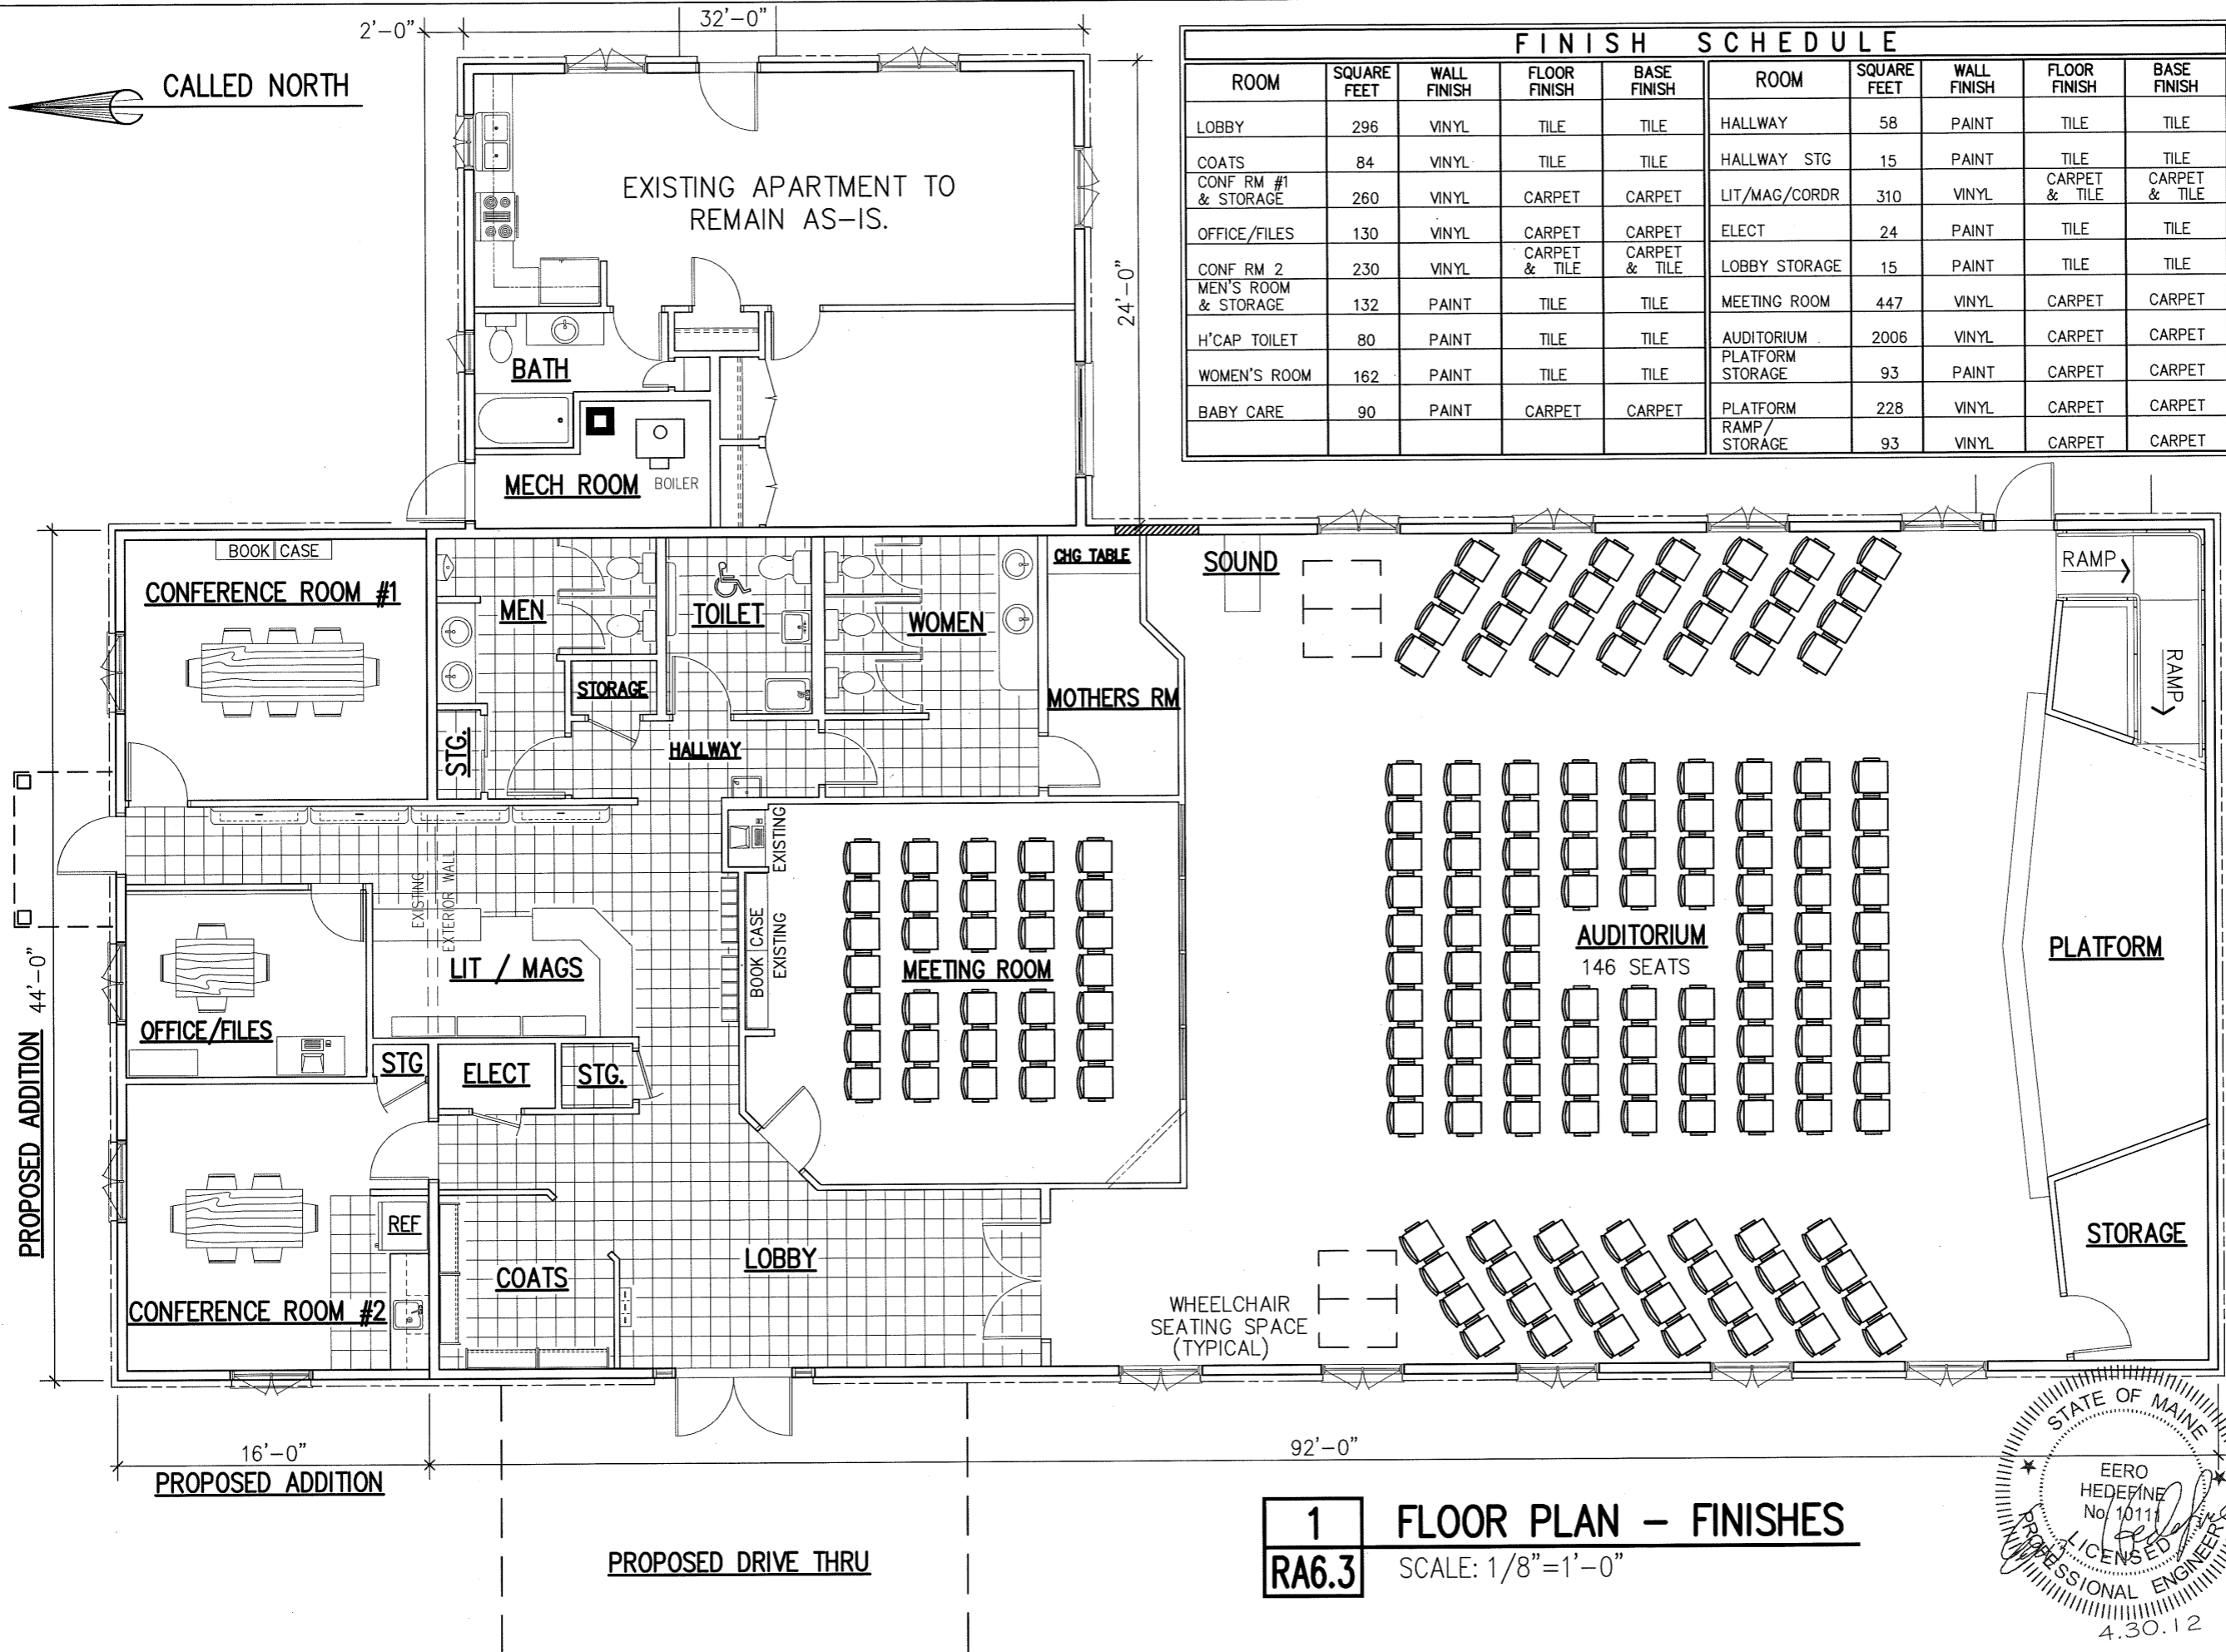 2'-0"
32'-0"
CALLED NORTH
FINISH SCHEDULE
ROOM SQUARE FEET WALL FINISH FLOOR FINISH BASE FINISH ROOM SQUARE FEET WALL FINISH FLOOR FINISH BASE FINISH
LOBBY 296 VINYL TILE TILE HALLWAY 58 PAINT TILE TILE
COATS 84 VINYL TILE TILE HALLWAY STG 15 PAINT TILE TILE
CONF RM #1 & STORAGE 260 VINYL CARPET CARPET LIT/MAG/CORDR 310 VINYL CARPET & TILE CARPET & TILE
OFFICE/FILES 130 VINYL CARPET CARPET ELECT 24 PAINT TILE TILE
CONF RM 2 230 VINYL CARPET & TILE CARPET & TILE LOBBY STORAGE 15 PAINT TILE TILE
MEN'S ROOM & STORAGE 132 PAINT TILE TILE MEETING ROOM 447 VINYL CARPET CARPET
H'CAP TOILET 80 PAINT TILE TILE AUDITORIUM 2006 VINYL CARPET CARPET
WOMEN'S ROOM 162 PAINT TILE TILE PLATFORM STORAGE 93 PAINT CARPET CARPET
BABY CARE 90 PAINT CARPET CARPET PLATFORM 228 VINYL CARPET CARPET
RAMP/ STORAGE 93 VINYL CARPET CARPET
EXISTING APARTMENT TO
REMAIN AS-IS.
24'-0"
BATH
MECH ROOM
BOILER
BOOK CASE
CONFERENCE ROOM #1
MEN
TOILET
WOMEN
CHG TABLE
SOUND
RAMP
STORAGE
MOTHERS RM
RAMP
STG.
HALLWAY
EXISTING
EXISTING
EXTERIOR WALL
BOOK CASE
EXISTING
LIT / MAGS
MEETING ROOM
AUDITORIUM
146 SEATS
PLATFORM
44'-0"
PROPOSED ADDITION
OFFICE/FILES
STG
ELECT
STG.
REF
COATS
LOBBY
STORAGE
CONFERENCE ROOM #2
WHEELCHAIR
SEATING SPACE
(TYPICAL)
16'-0"
PROPOSED ADDITION
92'-0"
PROPOSED DRIVE THRU
1
RA6.3
FLOOR PLAN - FINISHES
SCALE: 1/8"=1'-0"
STATE OF MAINE
EERO
HEDEFINE
No. 10111
LICENSED
PROFESSIONAL ENGINEER
4.30.12